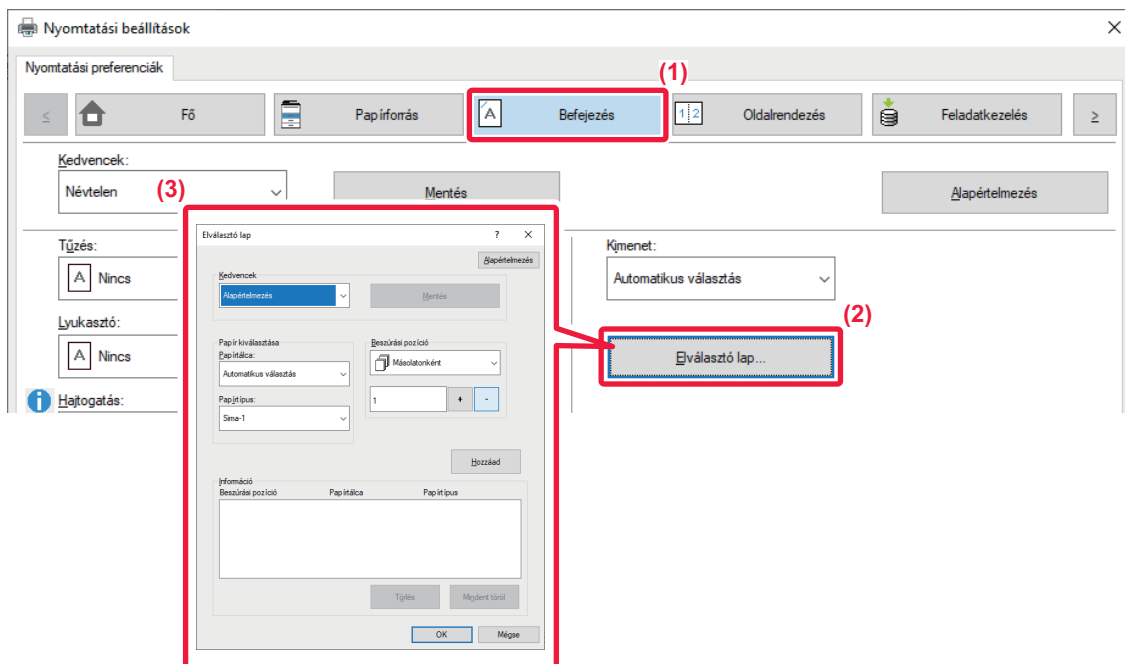 Nyomtatási beállítások
Nyomtatási preferenciák
(1)
≤
Fő
Papírforrás
A
Befejezés
1 2
Oldalrendezés
Feladatkezelés
≥
Kedvencek:
Névtelen
(3)
Mentés
Alapértelmezés
Tűzés:
A Nincs
Lyukasztó:
A Nincs
Hajtogatás:
Elválasztó lap
?
Alapértelmezés
Kedvencek
Alapértelmezés
Mentés
Papír kiválasztása
Papírtálca:
Automatikus választás
Papírtípus:
Sima-1
Beszúrási pozíció
Másolatonként
1
+
-
Hozzáad
Információ
Beszúrási pozíció Papírtálca Papírtípus
Törlés
Mindent töröl
OK
Mégse
Kimenet:
Automatikus választás
(2)
Elválasztó lap...